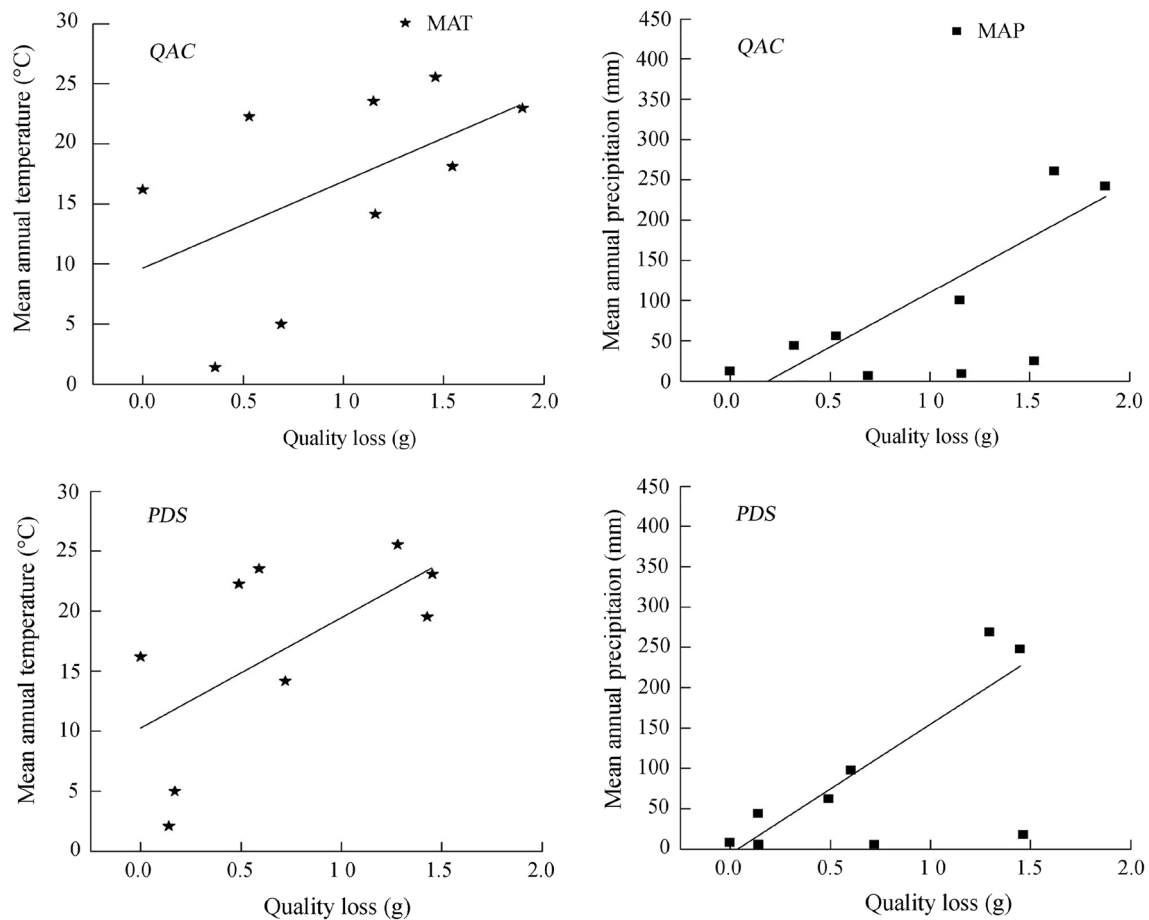 30
★ MAT
QAC
25
20
15
10
5
0
0.0 0.5 1 0 1.5 2.0
Mean annual temperature (°C)
Quality loss (g)
450
■ MAP
QAC
400
350
300
250
200
150
100
50
0
0.0 0.5 1 0 1.5 2.0
Mean annual precipitaion (mm)
Quality loss (g)
30
PDS
25
20
15
10
5
0
0.0 0.5 1 0 1.5 2.0
Mean annual temperature (°C)
Quality loss (g)
450
PDS
400
350
300
250
200
150
100
50
0
0.0 0.5 1 0 1.5 2.0
Mean annual precipitaion (mm)
Quality loss (g)